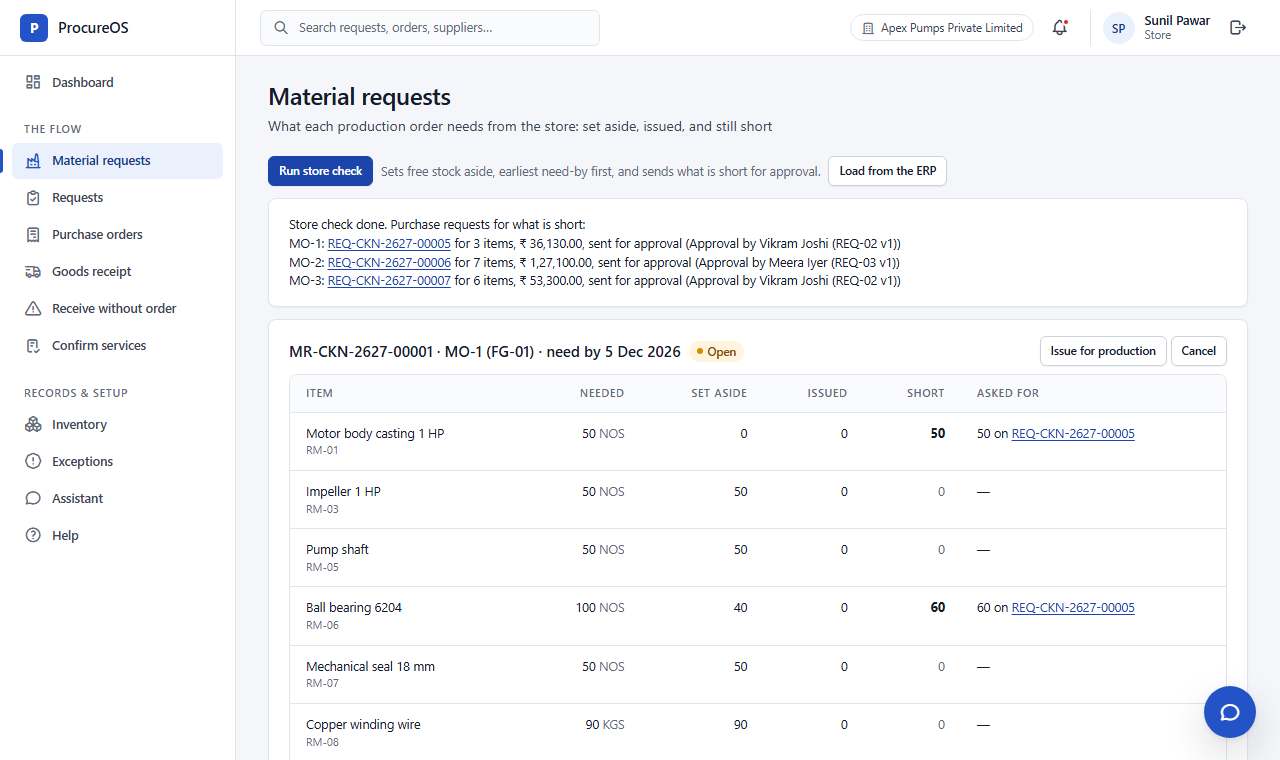 P ProcureOS
Search requests, orders, suppliers...
Apex Pumps Private Limited
SP
Sunil Pawar
Store
Dashboard
THE FLOW
Material requests
Requests
Purchase orders
Goods receipt
Receive without order
Confirm services
RECORDS & SETUP
Inventory
Exceptions
Assistant
Help
Material requests
What each production order needs from the store: set aside, issued, and still short
Run store check Sets free stock aside, earliest need-by first, and sends what is short for approval. Load from the ERP
Store check done. Purchase requests for what is short:
MO-1: REQ-CKN-2627-00005 for 3 items, ₹ 36,130.00, sent for approval (Approval by Vikram Joshi (REQ-02 v1))
MO-2: REQ-CKN-2627-00006 for 7 items, ₹ 1,27,100.00, sent for approval (Approval by Meera Iyer (REQ-03 v1))
MO-3: REQ-CKN-2627-00007 for 6 items, ₹ 53,300.00, sent for approval (Approval by Vikram Joshi (REQ-02 v1))
MR-CKN-2627-00001 · MO-1 (FG-01) · need by 5 Dec 2026 Open Issue for production Cancel
ITEM NEEDED SET ASIDE ISSUED SHORT ASKED FOR
Motor body casting 1 HP 50 NOS 0 0 50 50 on REQ-CKN-2627-00005
RM-01
Impeller 1 HP 50 NOS 50 0 0 —
RM-03
Pump shaft 50 NOS 50 0 0 —
RM-05
Ball bearing 6204 100 NOS 40 0 60 60 on REQ-CKN-2627-00005
RM-06
Mechanical seal 18 mm 50 NOS 50 0 0 —
RM-07
Copper winding wire 90 KGS 90 0 0 —
RM-08